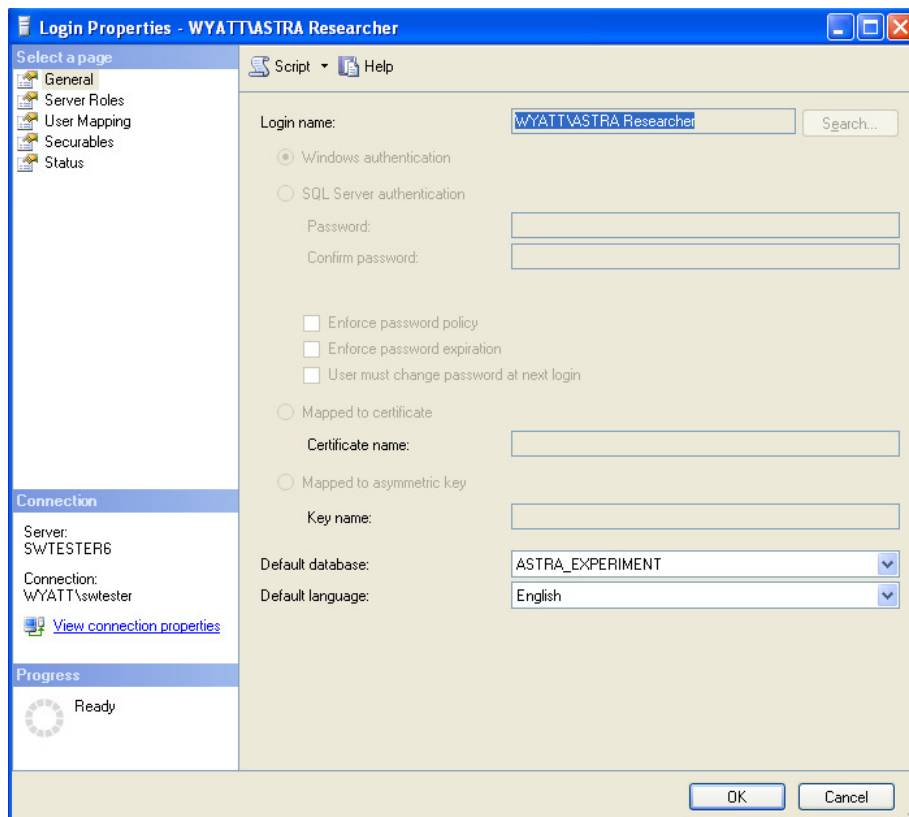 Login Properties - WYATT\ASTRA Researcher
Select a page
General
Server Roles
User Mapping
Securables
Status
Script
Help
Login name:
WYATT\ASTRA Researcher
Search...
Windows authentication
SQL Server authentication
Password:
Confirm password:
Enforce password policy
Enforce password expiration
User must change password at next login
Mapped to certificate
Certificate name:
Mapped to asymmetric key
Key name:
Default database:
ASTRA_EXPERIMENT
Default language:
English
Connection
Server:
SWTESTER6
Connection:
WYATT\swtester
View connection properties
Progress
Ready
OK
Cancel